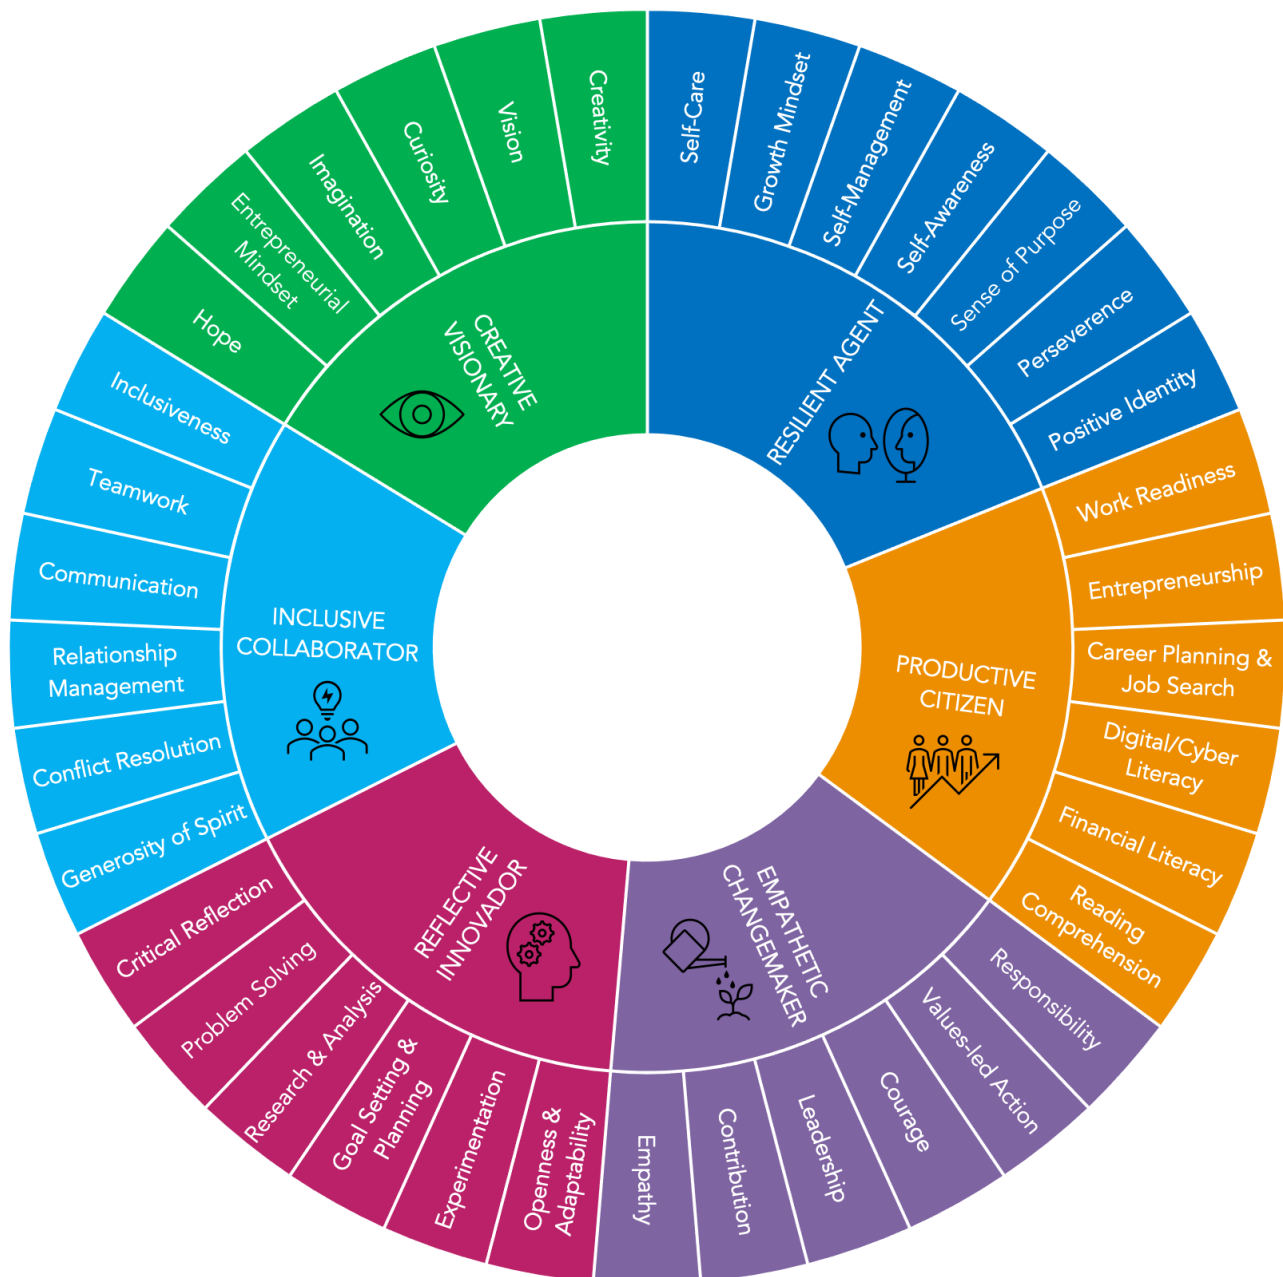 RESILIENT AGENT
Self-Care
Growth Mindset
Self-Management
Self-Awareness
Sense of Purpose
Perseverence
Positive Identity
PRODUCTIVE
CITIZEN
Work Readiness
Entrepreneurship
Career Planning &
Job Search
Digital/Cyber
Literacy
Financial Literacy
Reading
Comprehension
EMPATHETIC
CHANGEMAKER
Responsibility
Values-led Action
Courage
Leadership
Contribution
Empathy
REFLECTIVE
INNOVADOR
Openness &
Adaptability
Experimentation
Goal Setting &
Planning
Research & Analysis
Problem Solving
Critical Reflection
INCLUSIVE
COLLABORATOR
Generosity of Spirit
Conflict Resolution
Relationship
Management
Communication
Teamwork
Inclusiveness
CREATIVE
VISIONARY
Hope
Entrepreneurial
Mindset
Imagination
Curiosity
Vision
Creativity